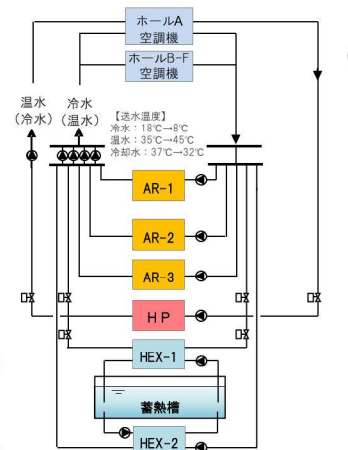 ホールA
空調機
ホールB-F
空調機
温水
（冷水）
冷水
（温水）
【送水温度】
冷水：18℃→8℃
温水：35℃→45℃
冷却水：37℃→32℃
AR-1
AR-2
AR-3
HP
HEX-1
蓄熱槽
HEX-2